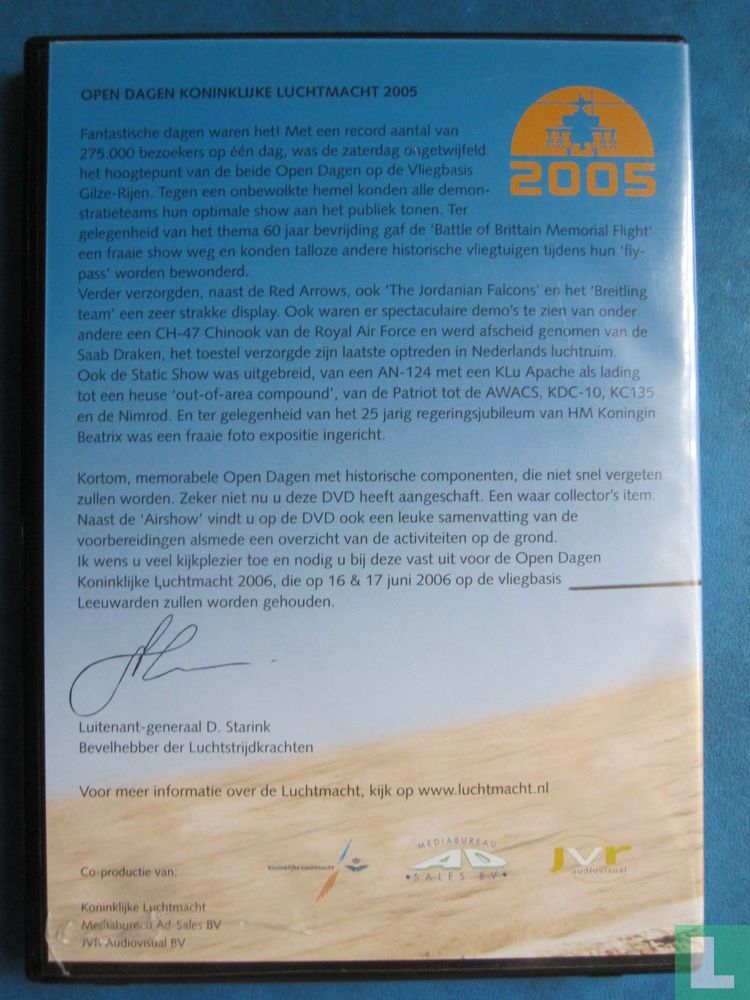 OPEN DAGEN KONINKLIJKE LUCHTMACHT 2005
2005
Fantastische dagen waren het! Met een record aantal van
275.000 bezoekers op één dag, was de zaterdag ongetwijfeld
het hoogtepunt van de beide Open Dagen op de Vliegbasis
Gilze-Rijen. Tegen een onbewolkte hemel konden alle demon-
stratieteams hun optimale show aan het publiek tonen. Ter
gelegenheid van het thema 60 jaar bevrijding gaf de 'Battle of Brittain Memorial Flight'
een fraaie show weg en konden talloze andere historische vliegtuigen tijdens hun 'fly-
pass' worden bewonderd.
Verder verzorgden, naast de Red Arrows, ook 'The Jordanian Falcons' en het 'Breitling
team' een zeer strakke display. Ook waren er spectaculaire demo's te zien van onder
andere een CH-47 Chinook van de Royal Air Force en werd afscheid genomen van de
Saab Draken, het toestel verzorgde zijn laatste optreden in Nederlands luchtruim.
Ook de Static Show was uitgebreid, van een AN-124 met een KLu Apache als lading
tot een heuse 'out-of-area compound', van de Patriot tot de AWACS, KDC-10, KC135
en de Nimrod. En ter gelegenheid van het 25 jarig regeringsjubileum van HM Koningin
Beatrix was een fraaie foto expositie ingericht.
Kortom, memorabele Open Dagen met historische componenten, die niet snel vergeten
zullen worden. Zeker niet nu u deze DVD heeft aangeschaft. Een waar collector's item.
Naast de 'Airshow' vindt u op de DVD ook een leuke samenvatting van de
voorbereidingen alsmede een overzicht van de activiteiten op de grond.
Ik wens u veel kijkplezier toe en nodig u bij deze vast uit voor de Open Dagen
Koninklijke Luchtmacht 2006, die op 16 & 17 juni 2006 op de vliegbasis
Leeuwarden zullen worden gehouden.
Luitenant-generaal D. Starink
Bevelhebber der Luchtstrijdkrachten
Voor meer informatie over de Luchtmacht, kijk op www.luchtmacht.nl
Co-productie van:
Koninklijke Luchtmacht
MEDIABUREAU
AD
•SALES BV•
jvr
audiovisual
Koninklijke Luchtmacht
Mediabureau Ad-Sales BV
JVR Audiovisual BV
L